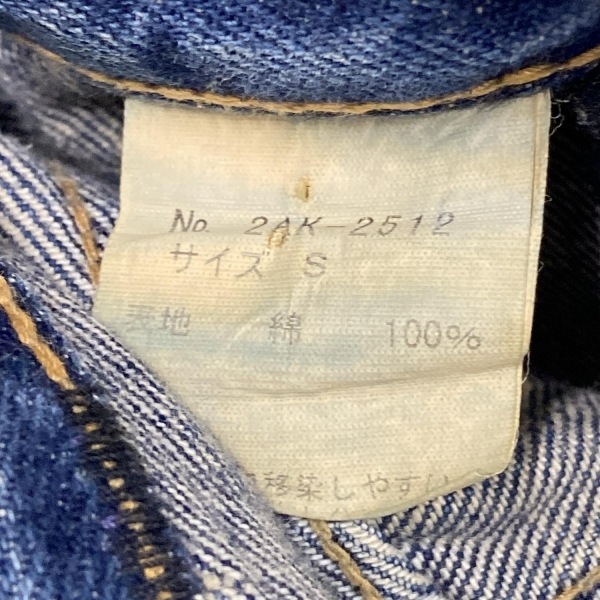 No. 2AK-2512
サイズ S
表地 綿 100%
移染しやすい